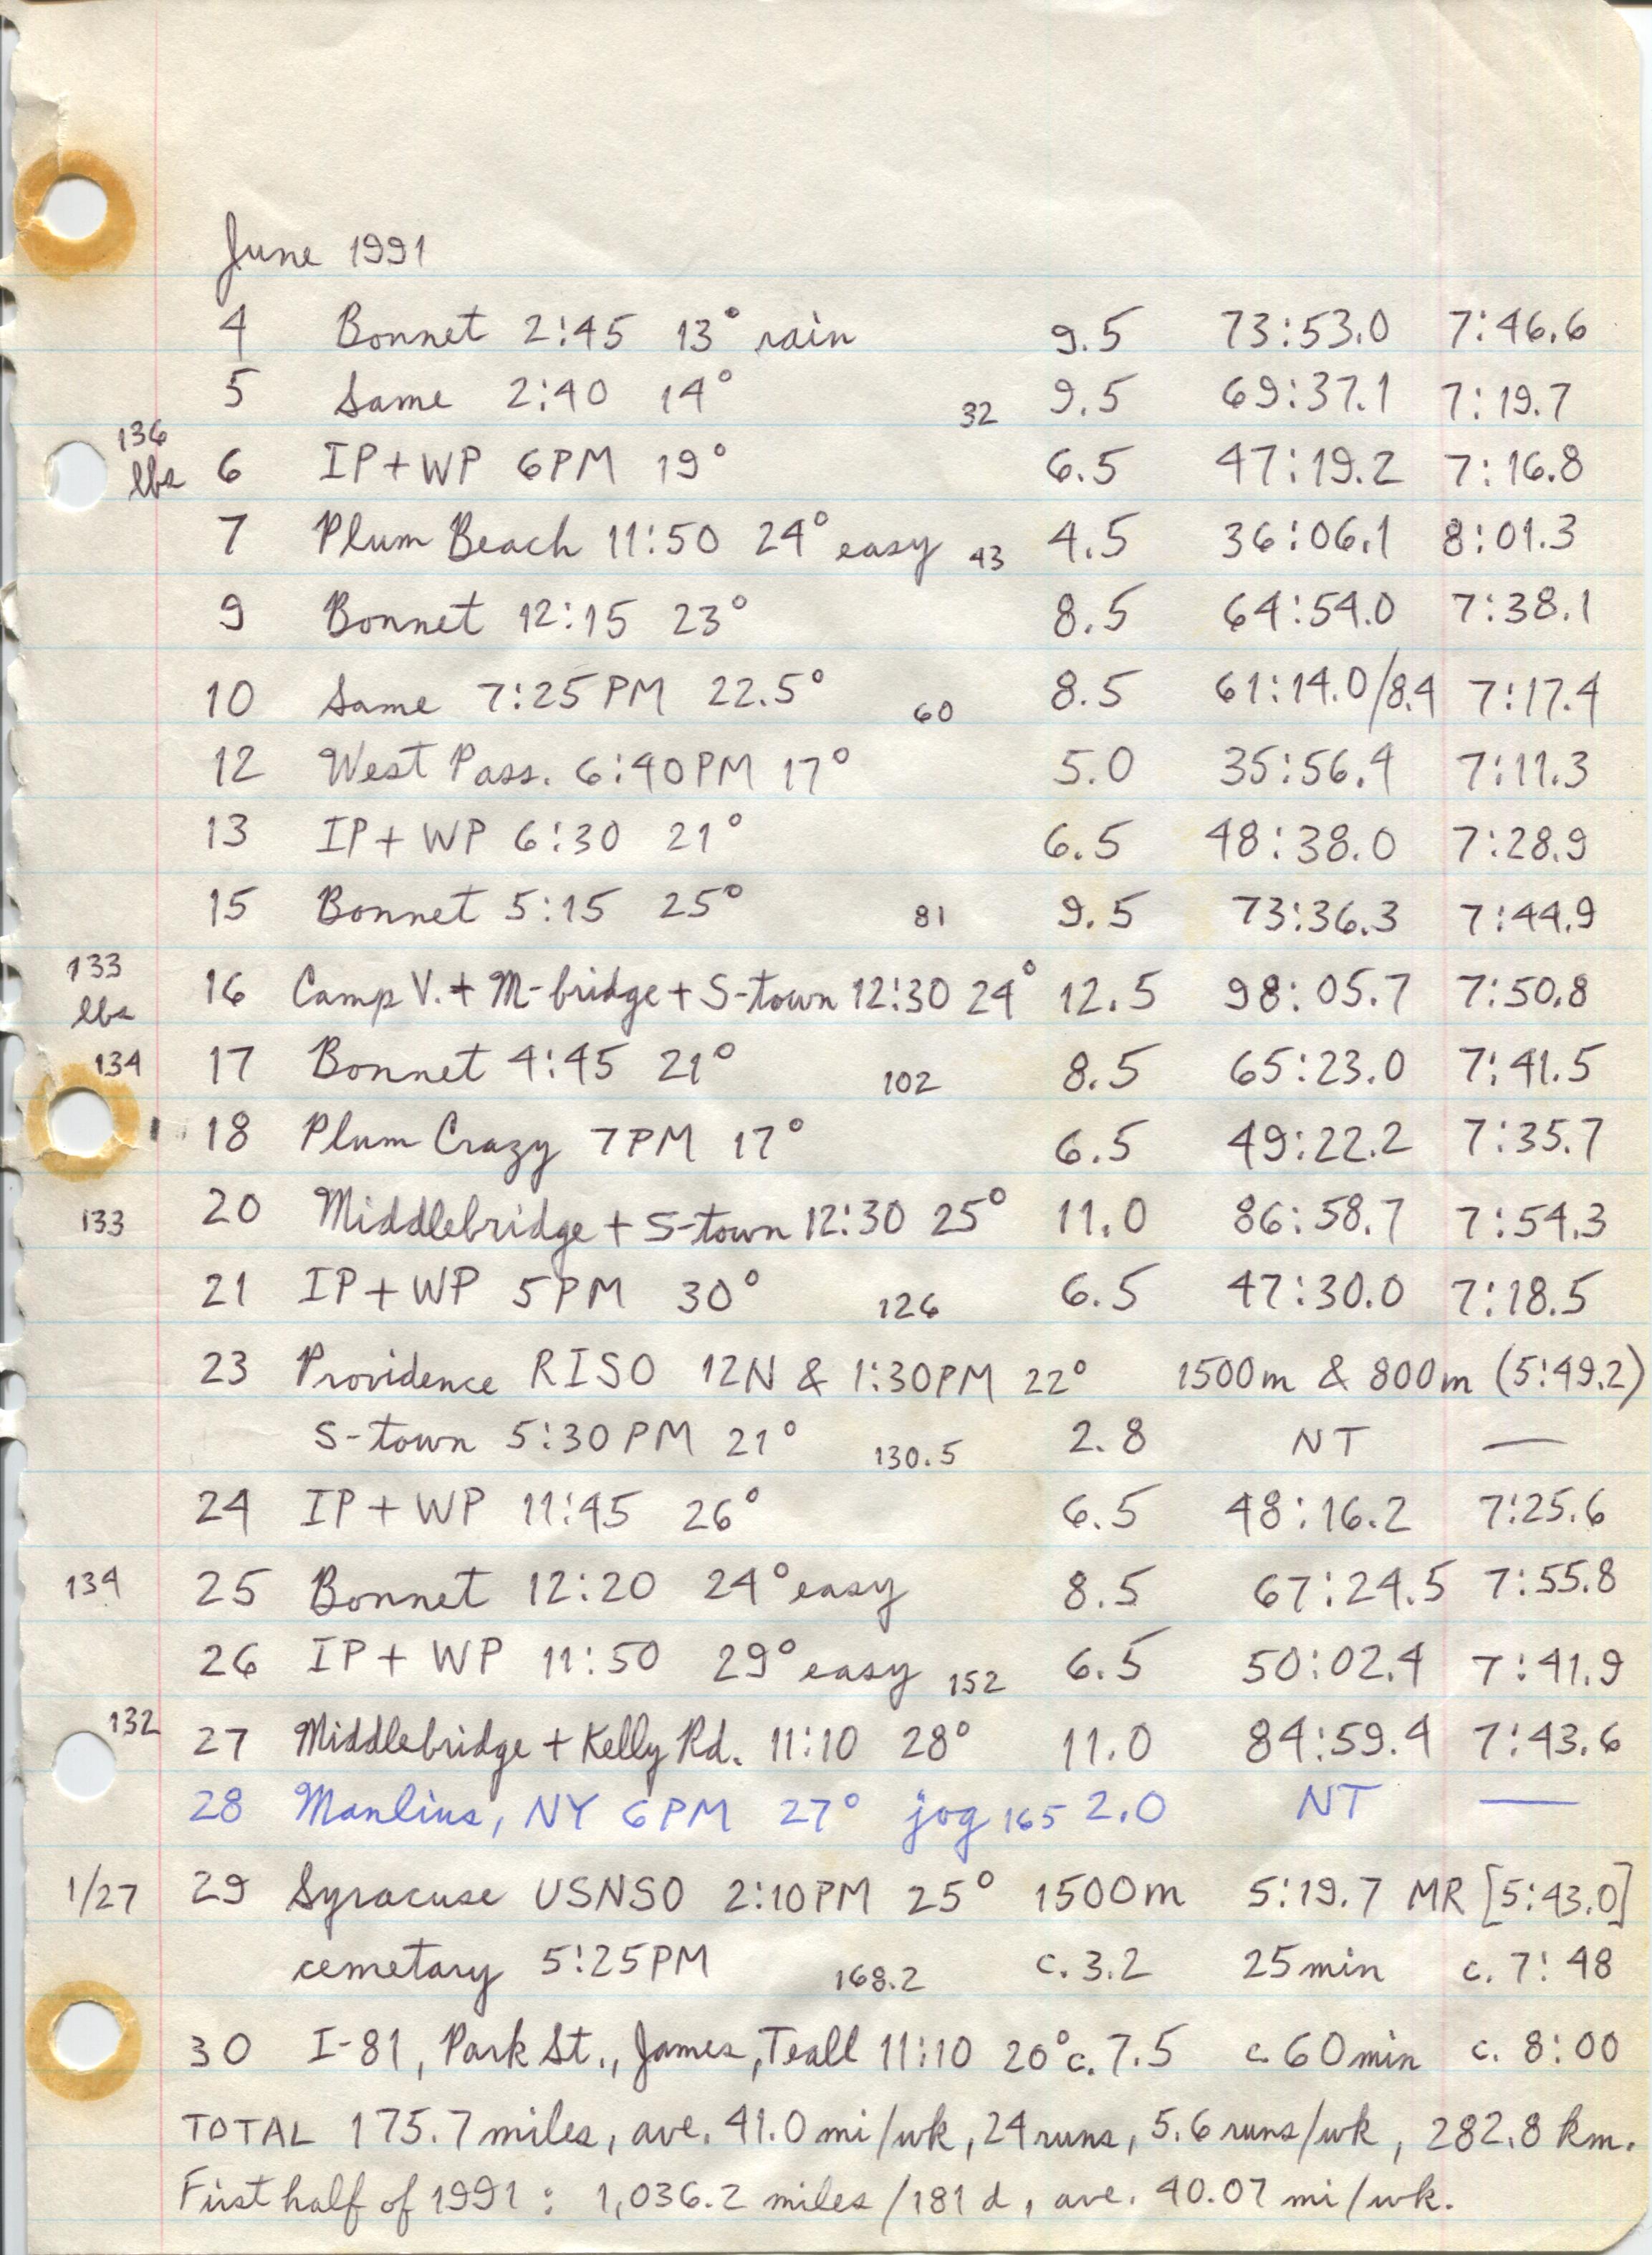 June 1991
4 Bonnet 2:45 13° rain 9.5 73:53.0 7:46.6
5 Same 2:40 14° 32 9.5 69:37.1 7:19.7
136 lbs 6 IP+WP 6PM 19° 6.5 47:19.2 7:16.8
7 Plum Beach 11:50 24° easy 43 4.5 36:06.1 8:01.3
9 Bonnet 12:15 23° 8.5 64:54.0 7:38.1
10 Same 7:25PM 22.5° 60 8.5 61:14.0/8.4 7:17.4
12 West Pass. 6:40PM 17° 5.0 35:56.4 7:11.3
13 IP+WP 6:30 21° 6.5 48:38.0 7:28.9
15 Bonnet 5:15 25° 81 9.5 73:36.3 7:44.9
133 lbs 16 Camp V. + M-bridge + S-town 12:30 24° 12.5 98:05.7 7:50.8
134 17 Bonnet 4:45 21° 102 8.5 65:23.0 7:41.5
18 Plum Crazy 7PM 17° 6.5 49:22.2 7:35.7
133 20 Middlebridge + S-town 12:30 25° 11.0 86:58.7 7:54.3
21 IP+WP 5PM 30° 126 6.5 47:30.0 7:18.5
23 Providence RISO 12N & 1:30PM 22° 1500m & 800m (5:49.2)
S-town 5:30PM 21° 130.5 2.8 NT —
24 IP+WP 11:45 26° 6.5 48:16.2 7:25.6
134 25 Bonnet 12:20 24° easy 8.5 67:24.5 7:55.8
26 IP+WP 11:50 29° easy 152 6.5 50:02.4 7:41.9
132 27 Middlebridge + Kelly Rd. 11:10 28° 11.0 84:59.4 7:43.6
28 Manlius, NY 6PM 27° jog 165 2.0 NT —
1/27 29 Syracuse USNSO 2:10PM 25° 1500m 5:19.7 MR [5:43.0]
cemetary 5:25PM 168.2 c. 3.2 25min c. 7:48
30 I-81, Park St., James, Teall 11:10 20° c. 7.5 c. 60min c. 8:00
TOTAL 175.7 miles, ave. 41.0 mi/wk, 24 runs, 5.6 runs/wk, 282.8 km.
First half of 1991: 1,036.2 miles/181 d, ave. 40.07 mi/wk.